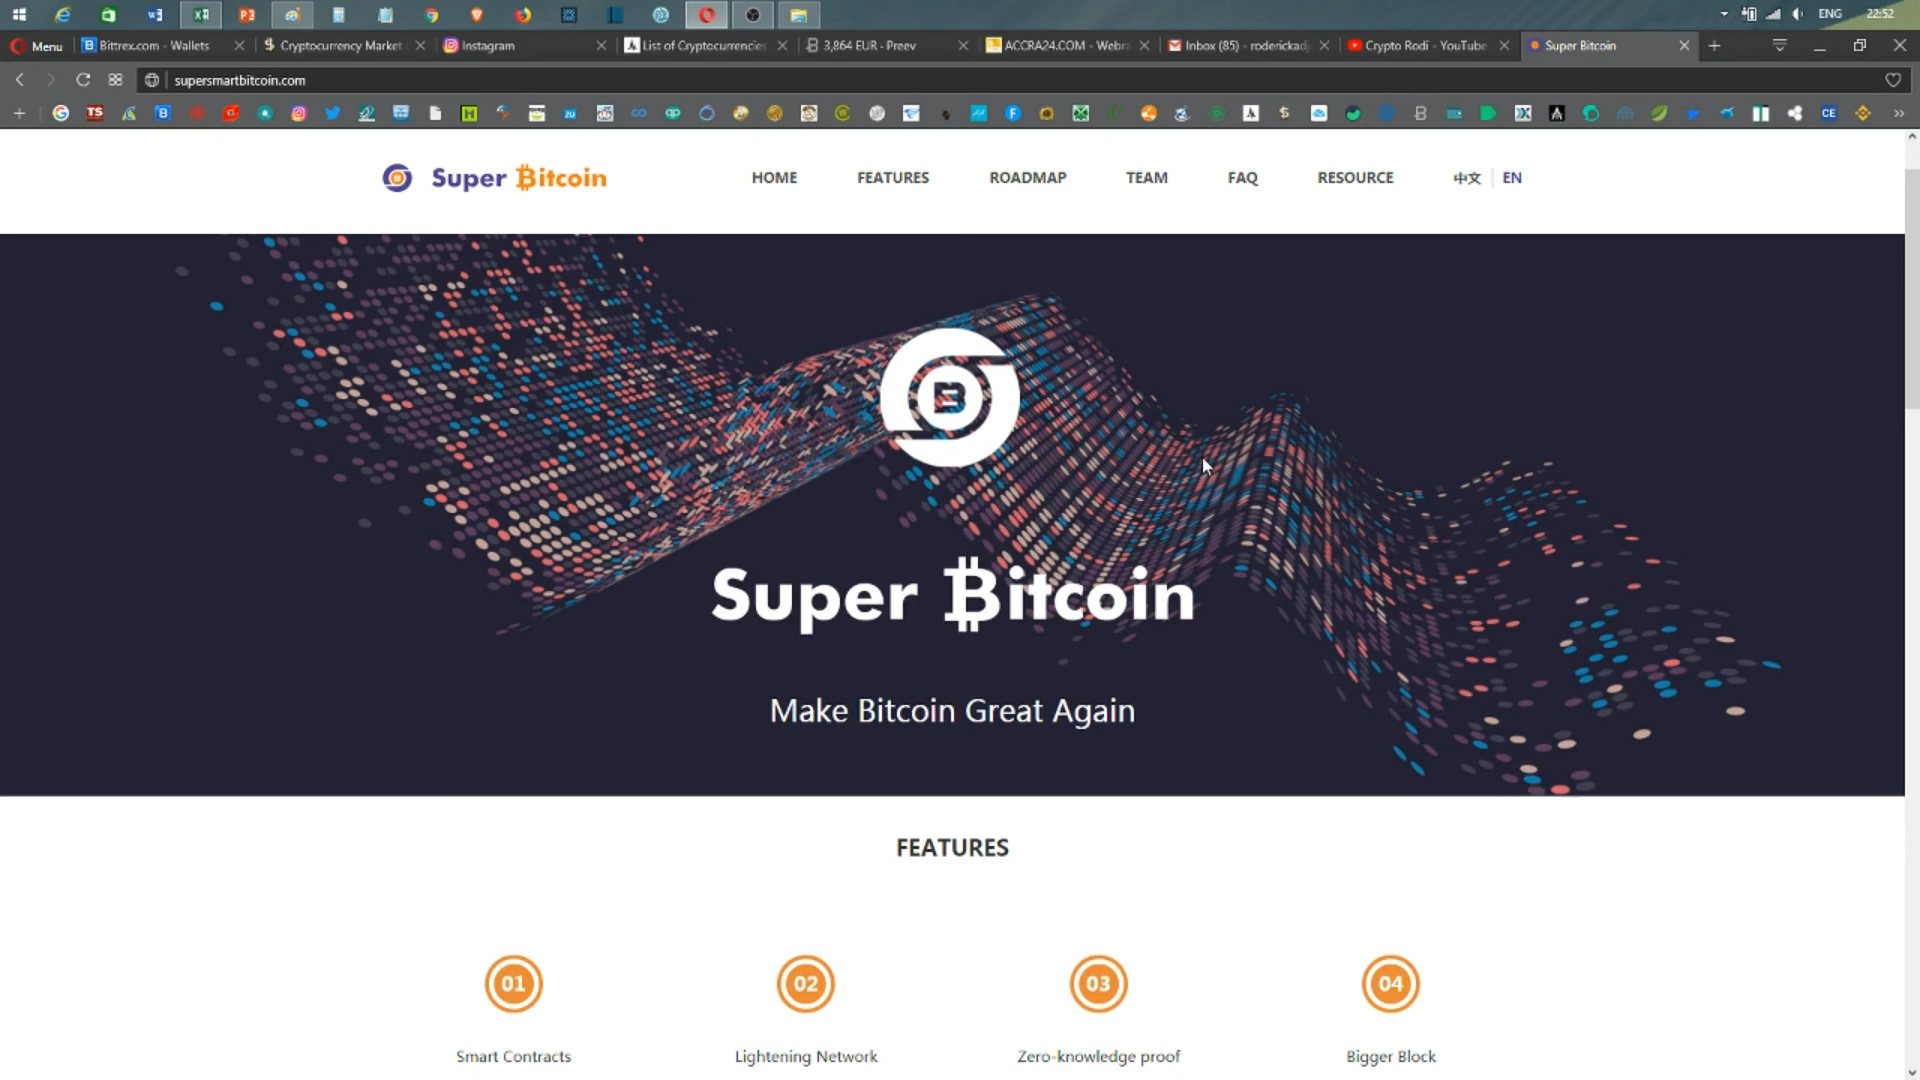 ENG 22:52
Menu Bittrex.com - Wallets Cryptocurrency Market Instagram List of Cryptocurrencies 3,864 EUR - Preev ACCRA24.COM - Webra Inbox (85) - roderickadj Crypto Rodi - YouTube Super Bitcoin
supersmartbitcoin.com
Super Bitcoin HOME FEATURES ROADMAP TEAM FAQ RESOURCE 中文 EN
Super Bitcoin
Make Bitcoin Great Again
FEATURES
01 02 03 04
Smart Contracts Lightening Network Zero-knowledge proof Bigger Block